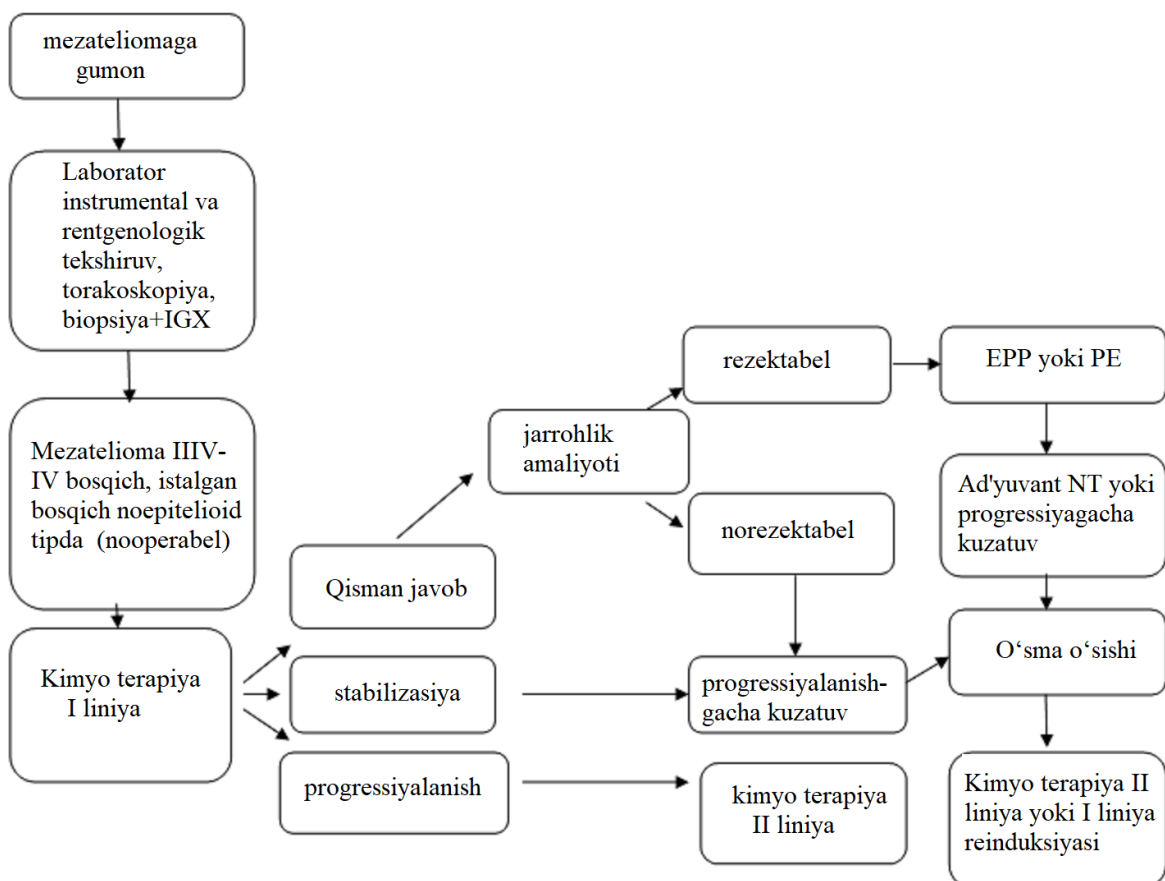 mezateliomaga
gumon
Laborator
instrumental va
rentgenologik
tekshiruv,
torakoskopiya,
biopsiya+IGX
Mezatelioma IIIV-
IV bosqich, istalgan
bosqich noepitelioid
tipda (nooperabel)
Kimyo terapiya
I liniya
Qisman javob
stabilizasiya
progressiyalanish
jarrohlik
amaliyoti
rezektabel
norezektabel
progressiyalanish-
gacha kuzatuv
kimyo terapiya
II liniya
EPP yoki PE
Ad'yuvant NT yoki
progressiyagacha
kuzatuv
O‘sma o‘sishi
Kimyo terapiya II
liniya yoki I liniya
reinduksiyasi